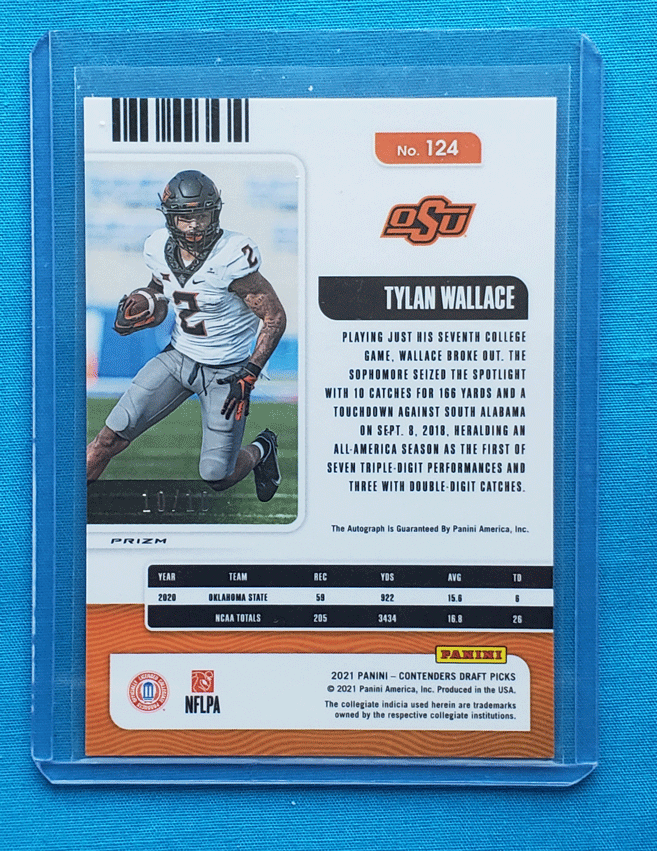 No. 124
OSU
TYLAN WALLACE
PLAYING JUST HIS SEVENTH COLLEGE
GAME, WALLACE BROKE OUT. THE
SOPHOMORE SEIZED THE SPOTLIGHT
WITH 10 CATCHES FOR 166 YARDS AND A
TOUCHDOWN AGAINST SOUTH ALABAMA
ON SEPT. 8, 2018, HERALDING AN
ALL-AMERICA SEASON AS THE FIRST OF
SEVEN TRIPLE-DIGIT PERFORMANCES AND
THREE WITH DOUBLE-DIGIT CATCHES.
2
2
The Autograph is Guaranteed By Panini America, Inc.
PRIZM
YEAR TEAM REC YDS AVG TD
2020 OKLAHOMA STATE 59 922 15.6 6
NCAA TOTALS 205 3434 16.8 26
PANINI
NFLPA
2021 PANINI – CONTENDERS DRAFT PICKS
© 2021 Panini America, Inc. Produced in the USA.
The collegiate indicia used herein are trademarks
owned by the respective collegiate institutions.